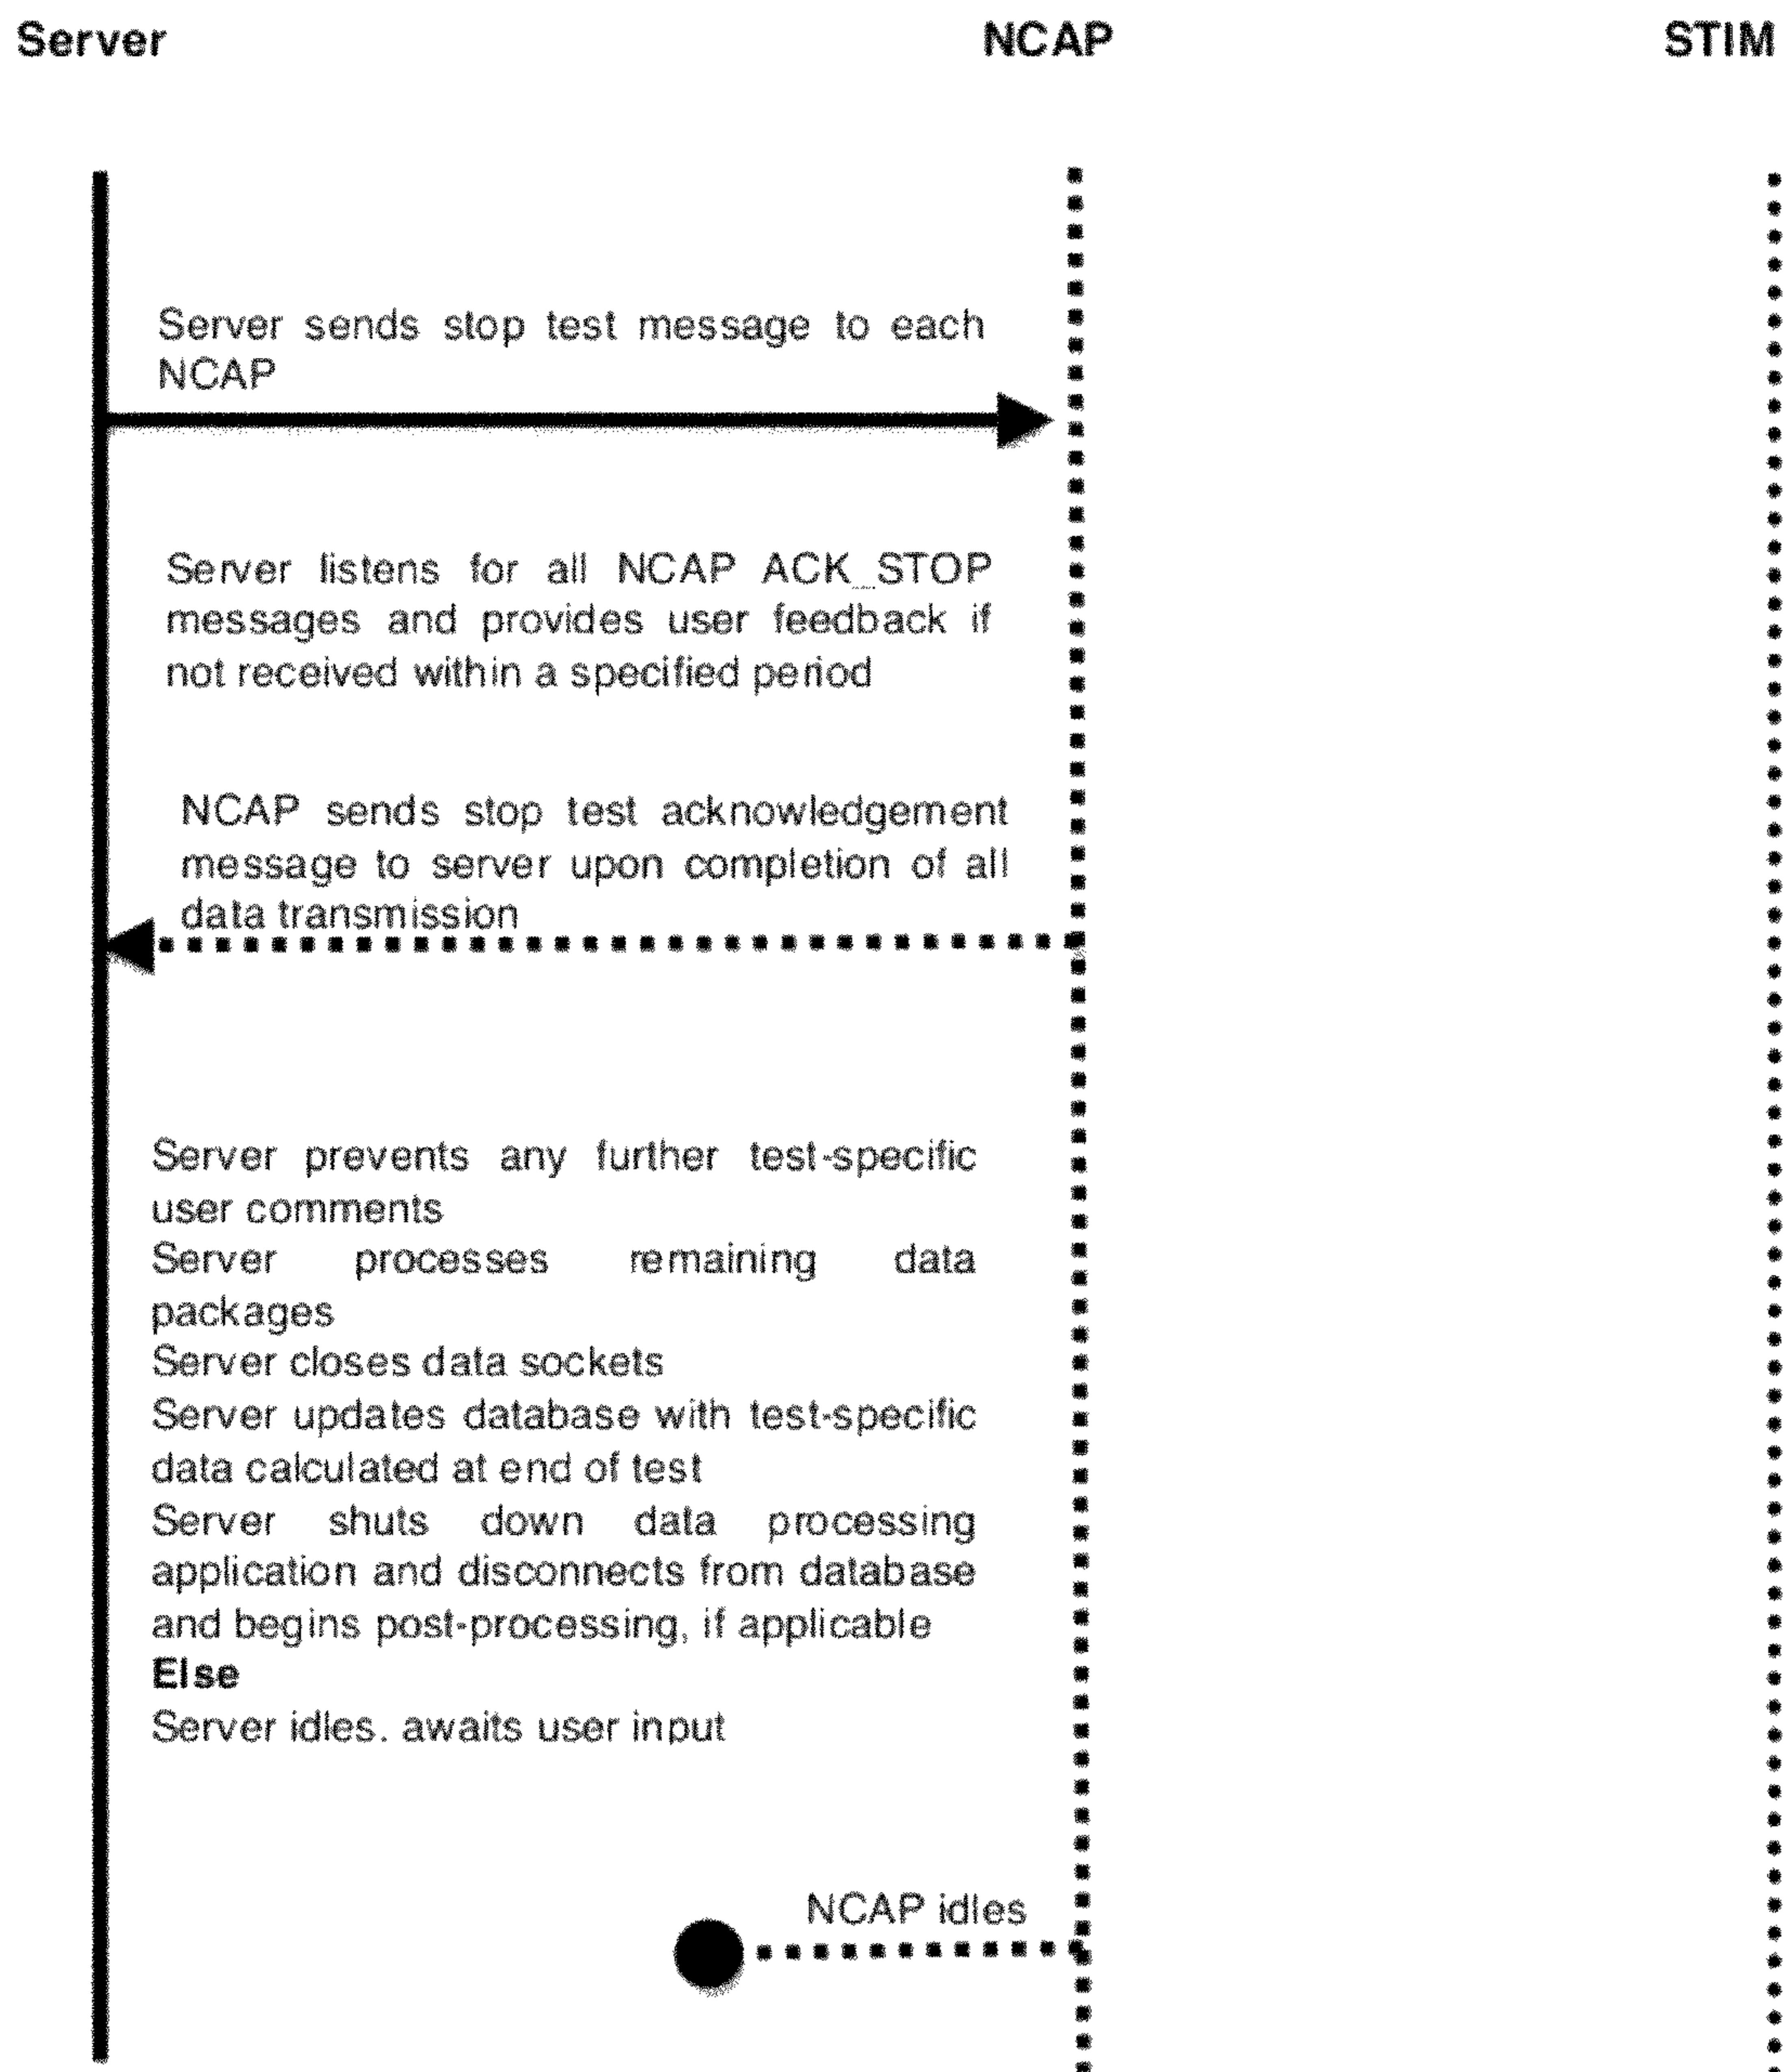 Server NCAP STIM
Server sends stop test message to each
NCAP
Server listens for all NCAP ACK_STOP
messages and provides user feedback if
not received within a specified period
NCAP sends stop test acknowledgement
message to server upon completion of all
data transmission
Server prevents any further test-specific
user comments
Server processes remaining data
packages
Server closes data sockets
Server updates database with test-specific
data calculated at end of test
Server shuts down data processing
application and disconnects from database
and begins post-processing, if applicable
Else
Server idles. awaits user input
NCAP idles